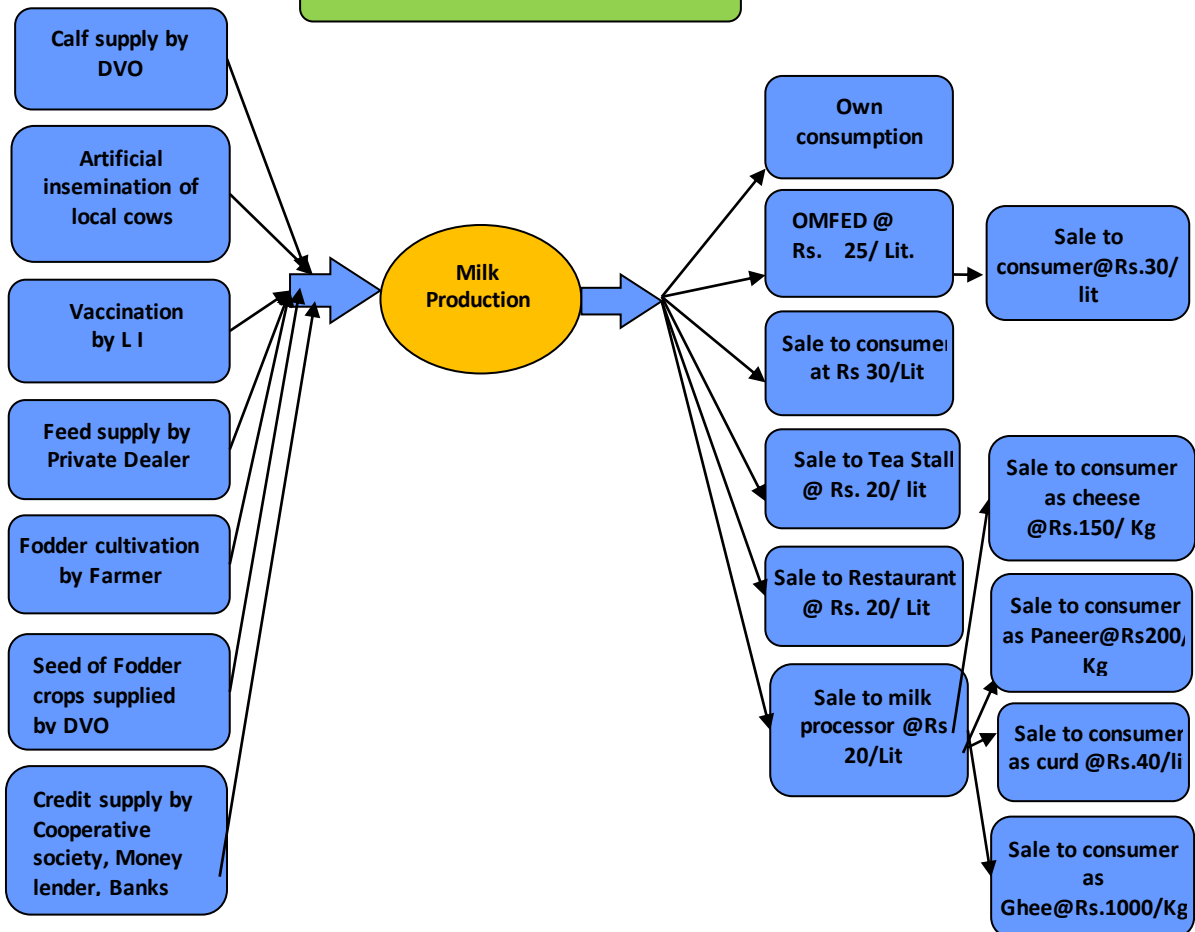 Calf supply by
DVO
Artificial
insemination of
local cows
Vaccination
by L I
Feed supply by
Private Dealer
Fodder cultivation
by Farmer
Seed of Fodder
crops supplied
by DVO
Credit supply by
Cooperative
society, Money
lender, Banks
Milk
Production
Own
consumption
OMFED @
Rs. 25/ Lit.
Sale to
consumer@Rs.30/
lit
Sale to consumer
at Rs 30/Lit
Sale to Tea Stall
@ Rs. 20/ lit
Sale to Restaurant
@ Rs. 20/ Lit
Sale to milk
processor @Rs
20/Lit
Sale to consumer
as cheese
@Rs.150/ Kg
Sale to consumer
as Paneer@Rs200/
Kg
Sale to consumer
as curd @Rs.40/li
Sale to consumer
as
Ghee@Rs.1000/Kg